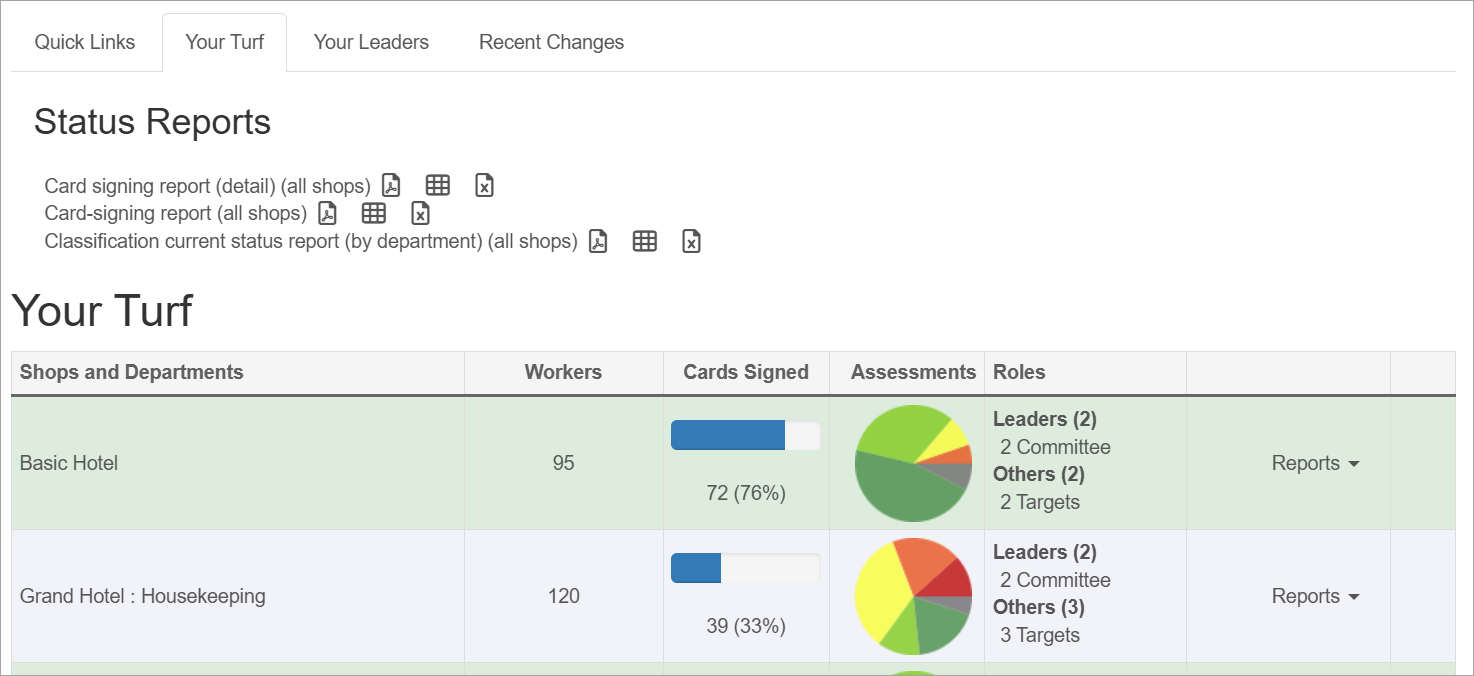 Quick Links Your Turf Your Leaders Recent Changes
Status Reports
Card signing report (detail) (all shops)
Card-signing report (all shops)
Classification current status report (by department) (all shops)
Your Turf
Shops and Departments Workers Cards Signed Assessments Roles
Basic Hotel 95 72 (76%) Leaders (2)
2 Committee
Others (2)
2 Targets
Reports
Grand Hotel : Housekeeping 120 39 (33%) Leaders (2)
2 Committee
Others (3)
3 Targets
Reports